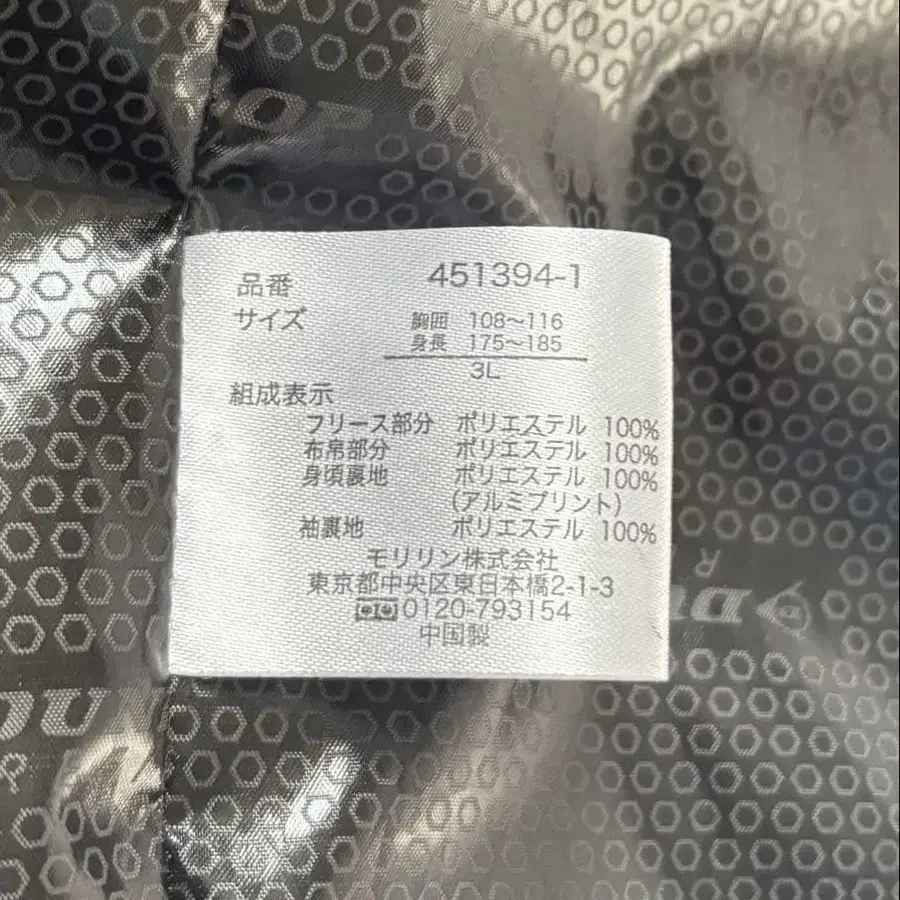 品番 451394-1
サイズ 胸囲 108〜116
身長 175〜185
3L
組成表示
フリース部分 ポリエステル 100%
布帛部分 ポリエステル 100%
身頃裏地 ポリエステル 100%
(アルミプリント)
袖裏地 ポリエステル 100%
モリリン株式会社
東京都中央区東日本橋2-1-3
0120-793154
中国製